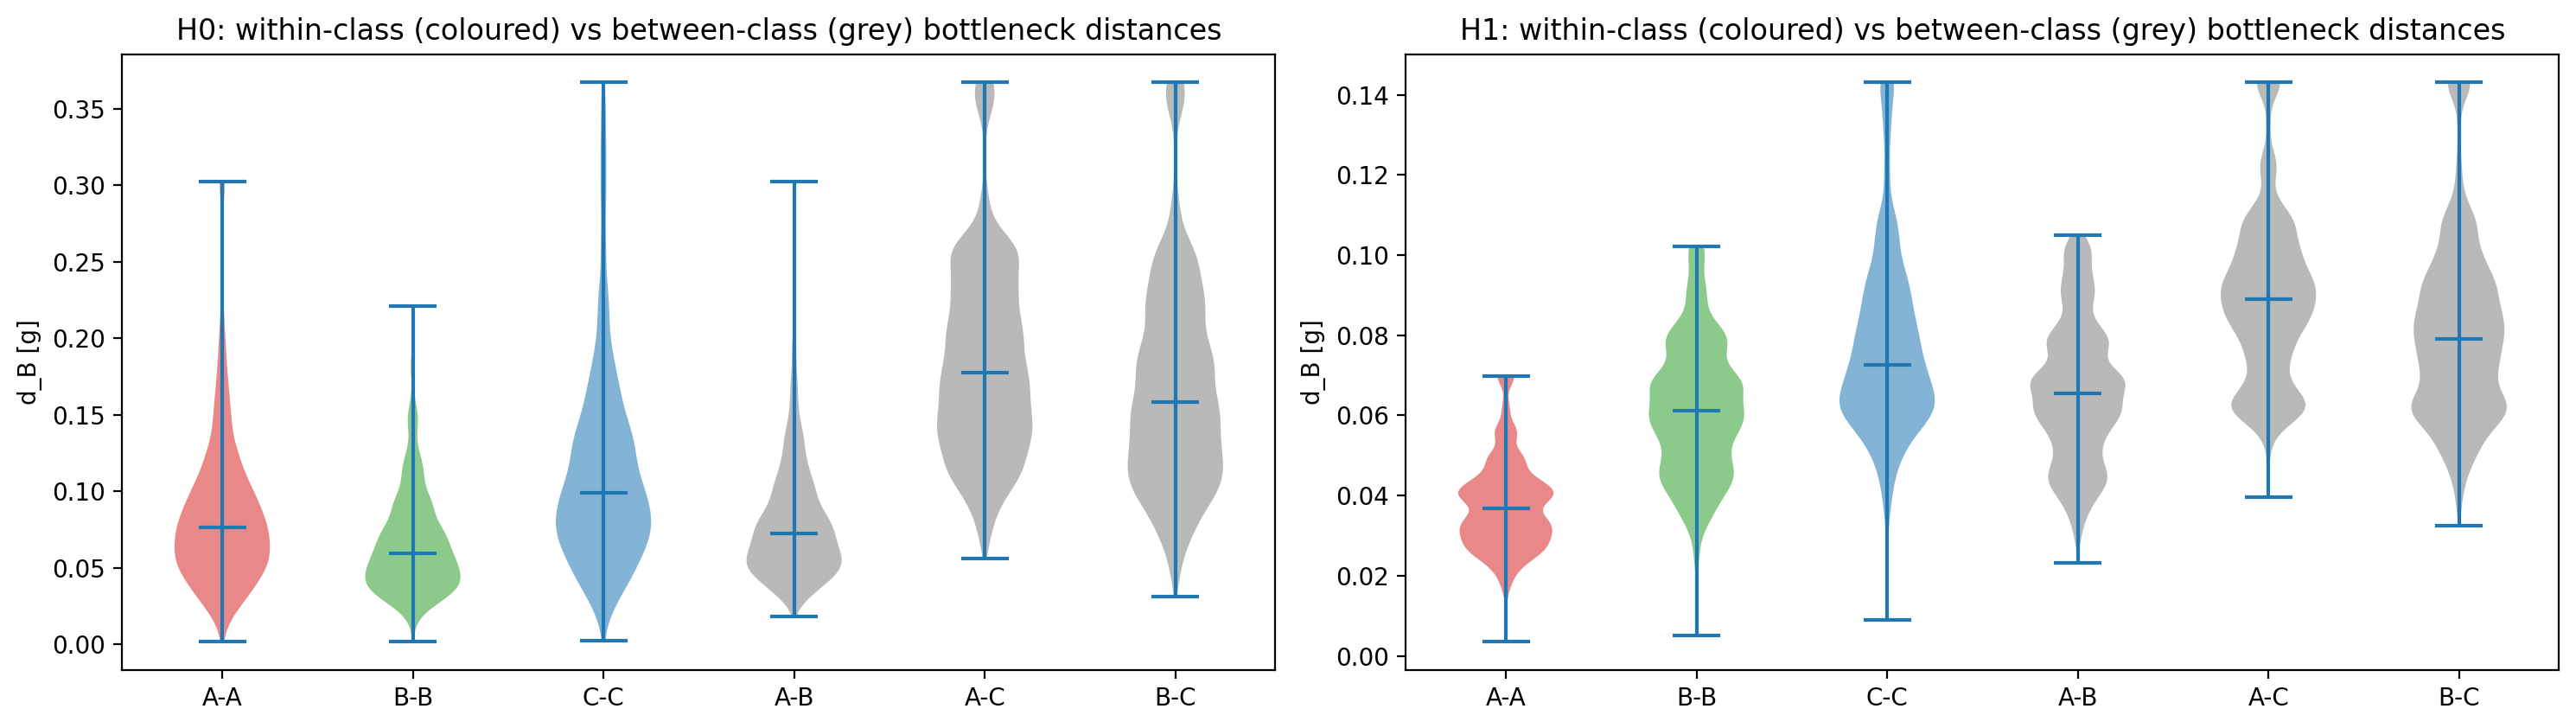 H0: within-class (coloured) vs between-class (grey) bottleneck distances
d_B [g]
0.35
0.30
0.25
0.20
0.15
0.10
0.05
0.00
A-A B-B C-C A-B A-C B-C
H1: within-class (coloured) vs between-class (grey) bottleneck distances
d_B [g]
0.14
0.12
0.10
0.08
0.06
0.04
0.02
0.00
A-A B-B C-C A-B A-C B-C